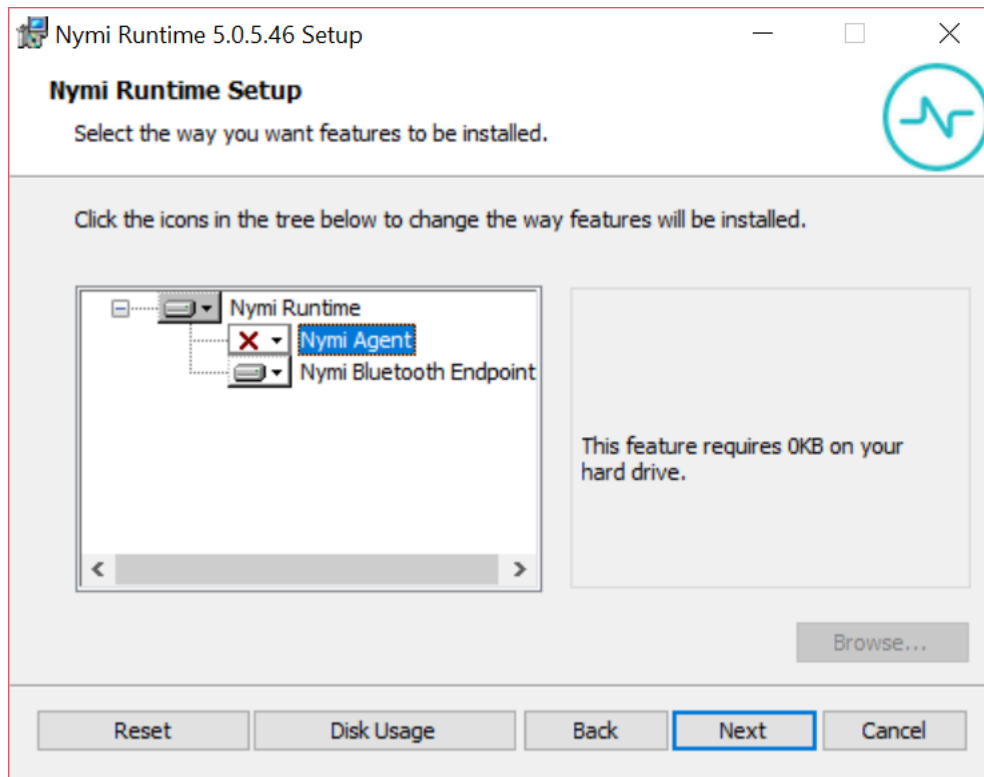 Nymi Runtime 5.0.5.46 Setup
Nymi Runtime Setup
Select the way you want features to be installed.
Click the icons in the tree below to change the way features will be installed.
Nymi Runtime
Nymi Agent
Nymi Bluetooth Endpoint
This feature requires 0KB on your
hard drive.
Browse...
Reset
Disk Usage
Back
Next
Cancel